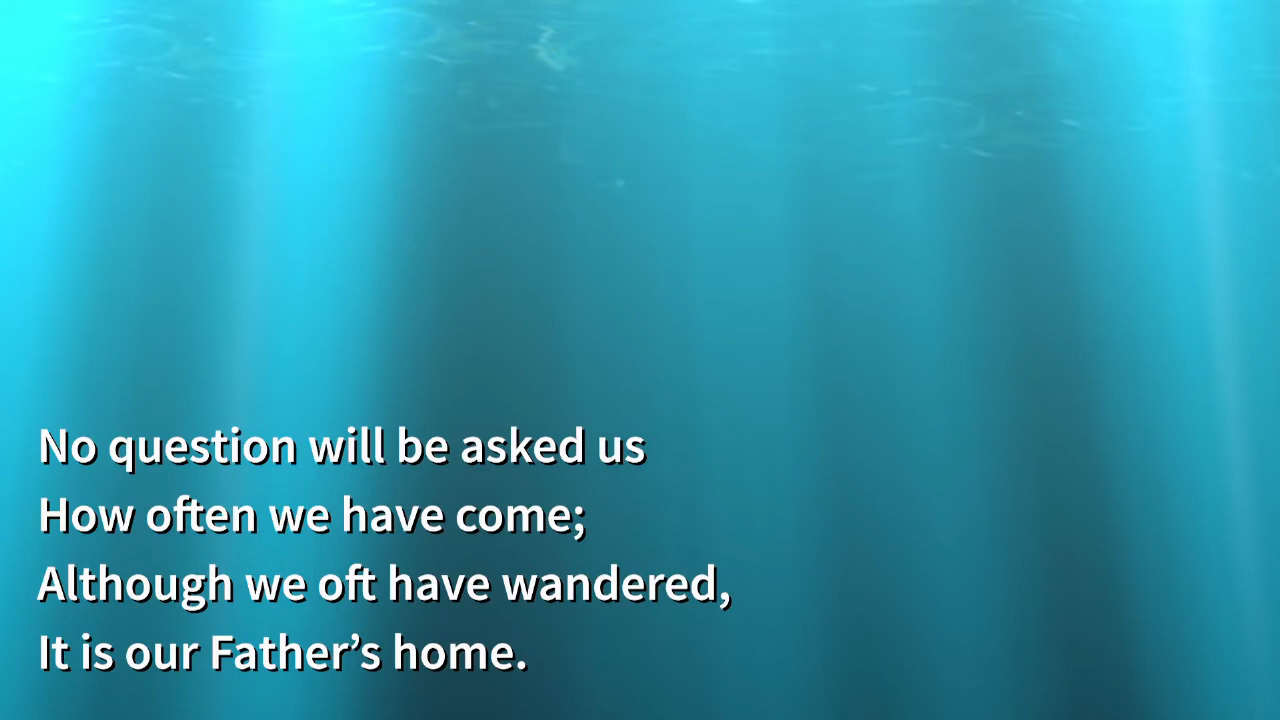 No question will be asked us
How often we have come;
Although we oft have wandered,
It is our Father’s home.